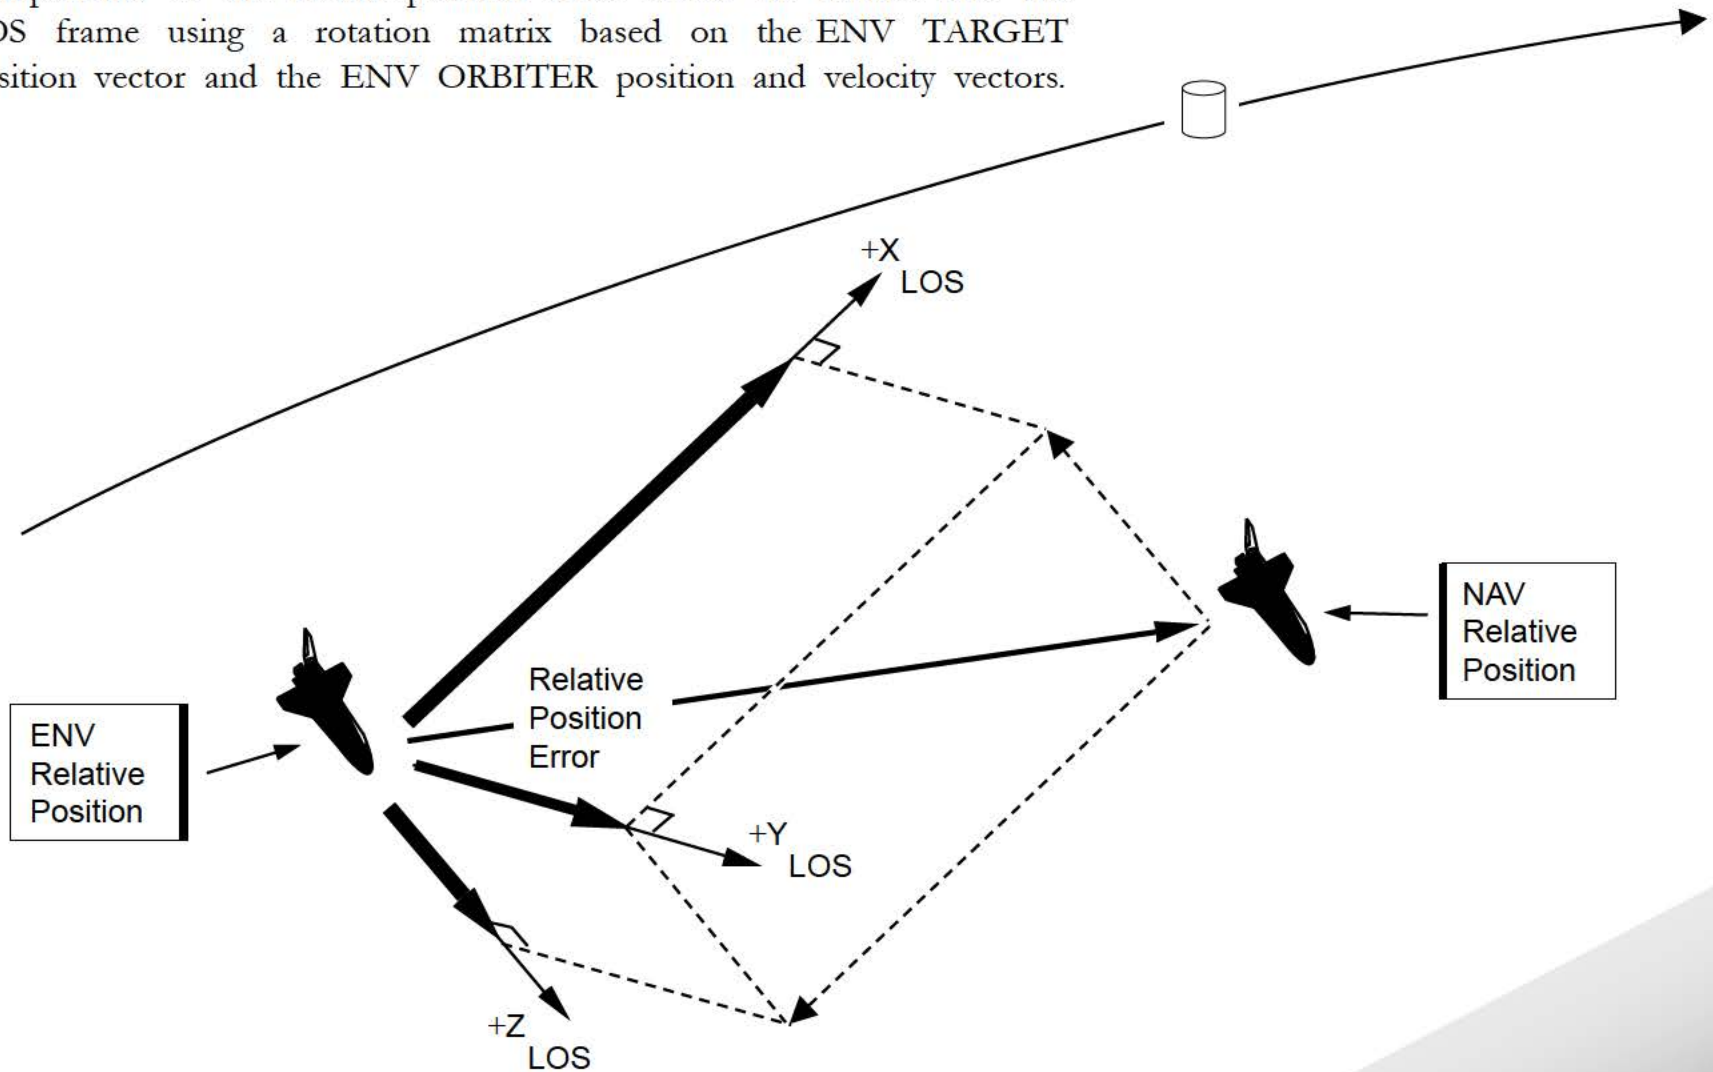 frame using a rotation matrix based on the ENV TARGET
vector and the ENV ORBITER position and velocity vectors.
+X
LOS
NAV
Relative
Position
Relative
Position
Error
ENV
Relative
Position
+Y
LOS
+Z
LOS